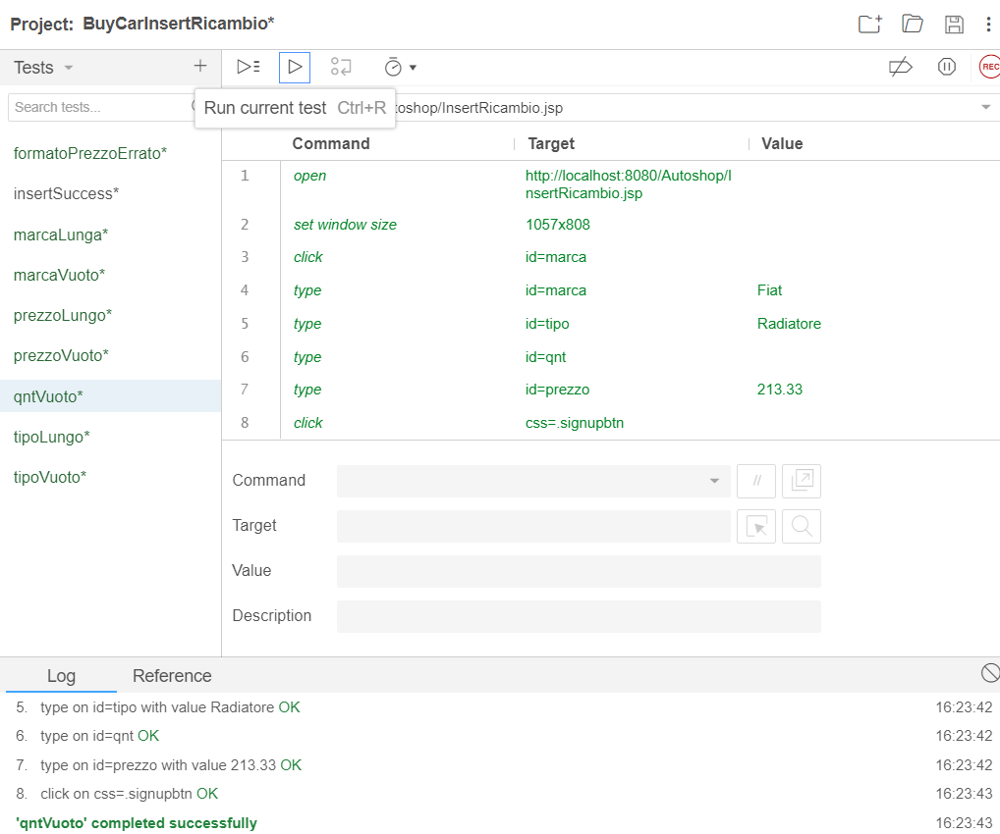 Project: BuyCarInsertRicambio*
Tests
REC
Search tests...
Run current test Ctrl+R
toshop/InsertRicambio.jsp
Command Target Value
formatoPrezzoErrato*
insertSuccess*
marcaLunga*
marcaVuoto*
prezzoLungo*
prezzoVuoto*
qntVuoto*
tipoLungo*
tipoVuoto*
1 open http://localhost:8080/Autoshop/I
nsertRicambio.jsp
2 set window size 1057x808
3 click id=marca
4 type id=marca Fiat
5 type id=tipo Radiatore
6 type id=qnt
7 type id=prezzo 213.33
8 click css=.signupbtn
Command //
Target
Value
Description
Log Reference
5. type on id=tipo with value Radiatore OK 16:23:42
6. type on id=qnt OK 16:23:42
7. type on id=prezzo with value 213.33 OK 16:23:42
8. click on css=.signupbtn OK 16:23:43
'qntVuoto' completed successfully 16:23:43